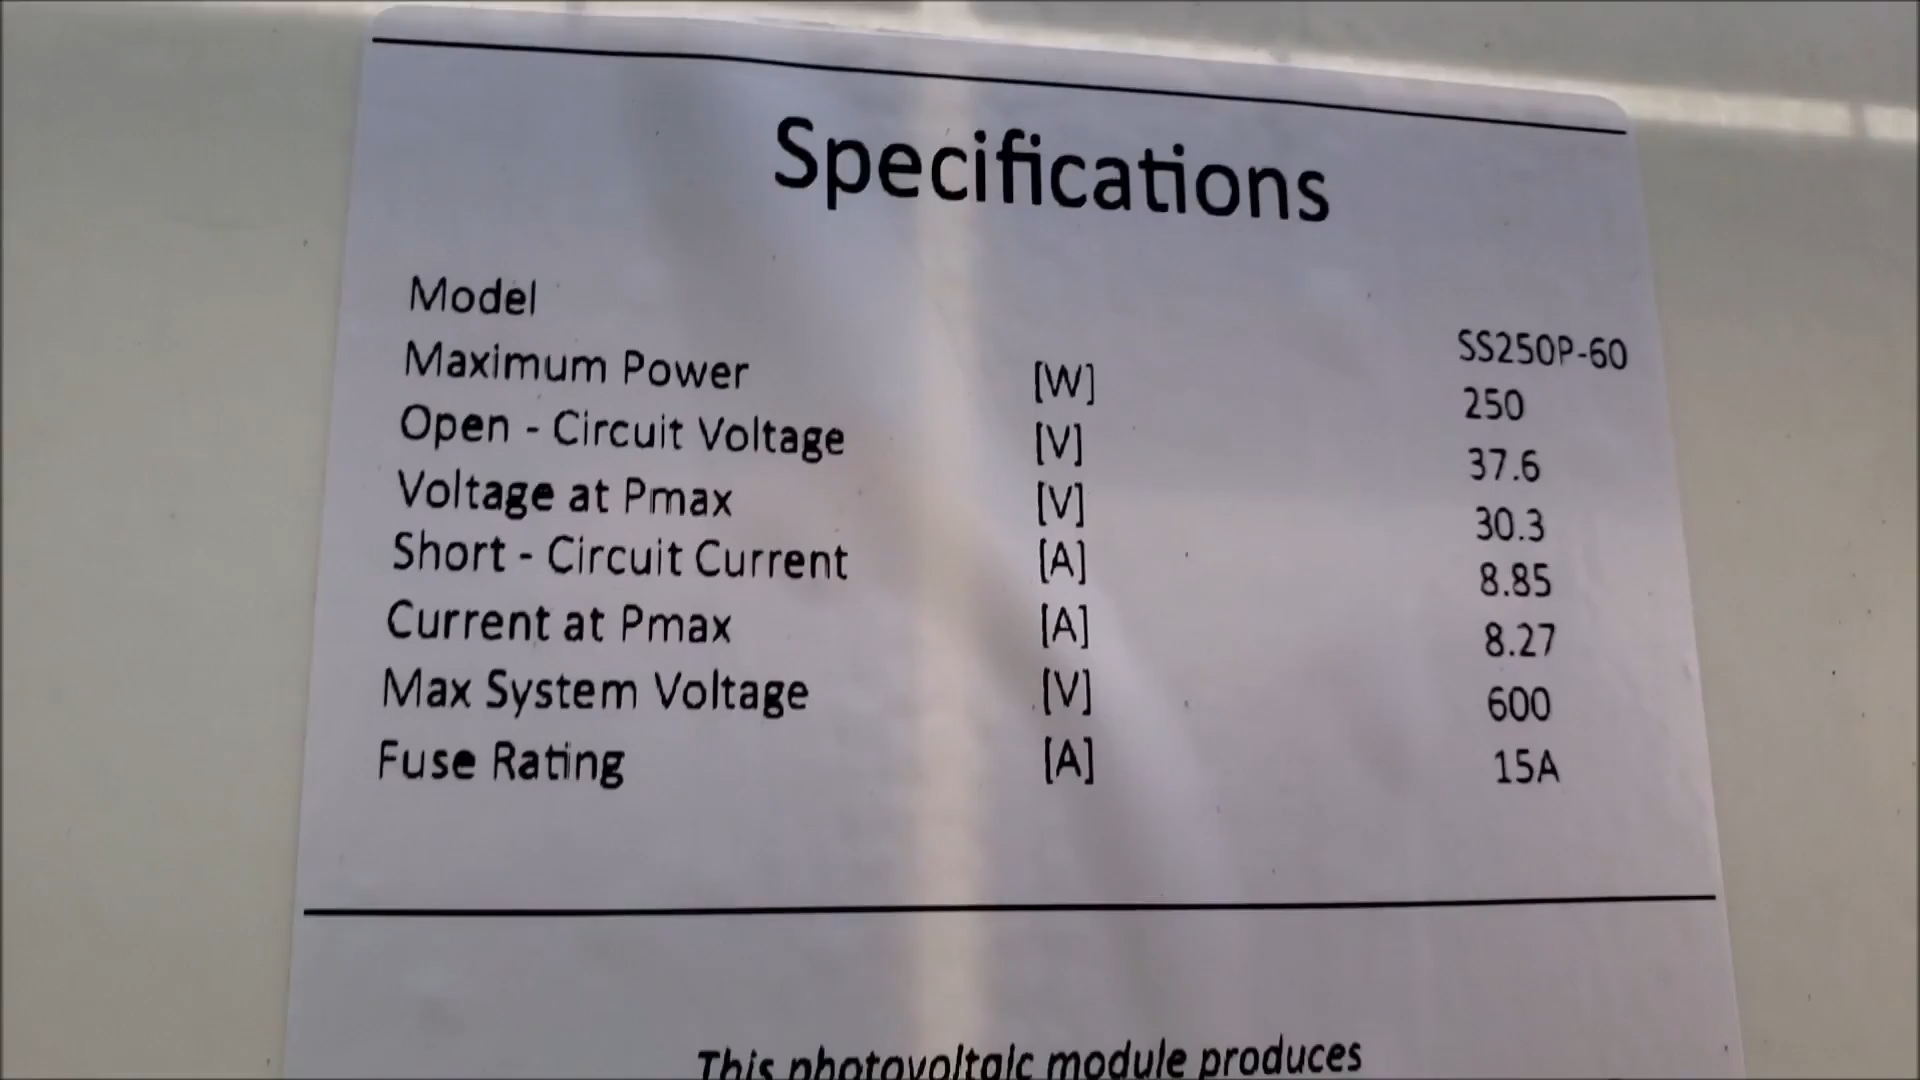 Specifications
Model SS250P-60
Maximum Power [W] 250
Open - Circuit Voltage [V] 37.6
Voltage at Pmax [V] 30.3
Short - Circuit Current [A] 8.85
Current at Pmax [A] 8.27
Max System Voltage [V] 600
Fuse Rating [A] 15A
This photovoltaic module produces